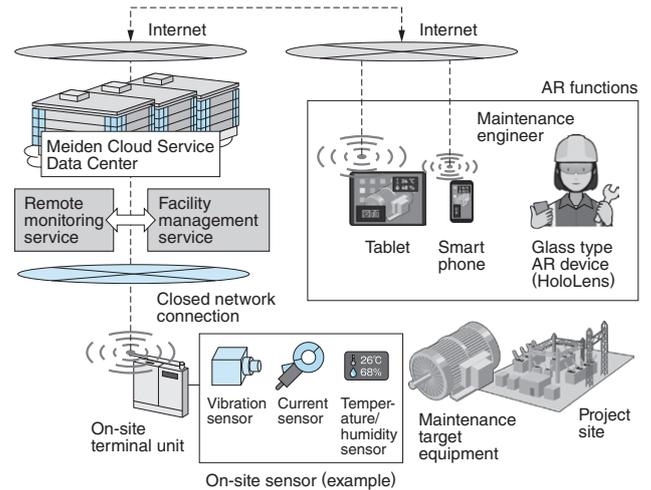 Internet
Internet
AR functions
Maintenance
engineer
Meiden Cloud Service
Data Center
Remote
monitoring
service
Facility
management
service
Tablet
Smart
phone
Glass type
AR device
(HoloLens)
Closed network
connection
26℃
68%
Vibration
sensor
Current
sensor
Temper-
ature/
humidity
sensor
On-site
terminal unit
Maintenance
target
equipment
Project
site
On-site sensor (example)